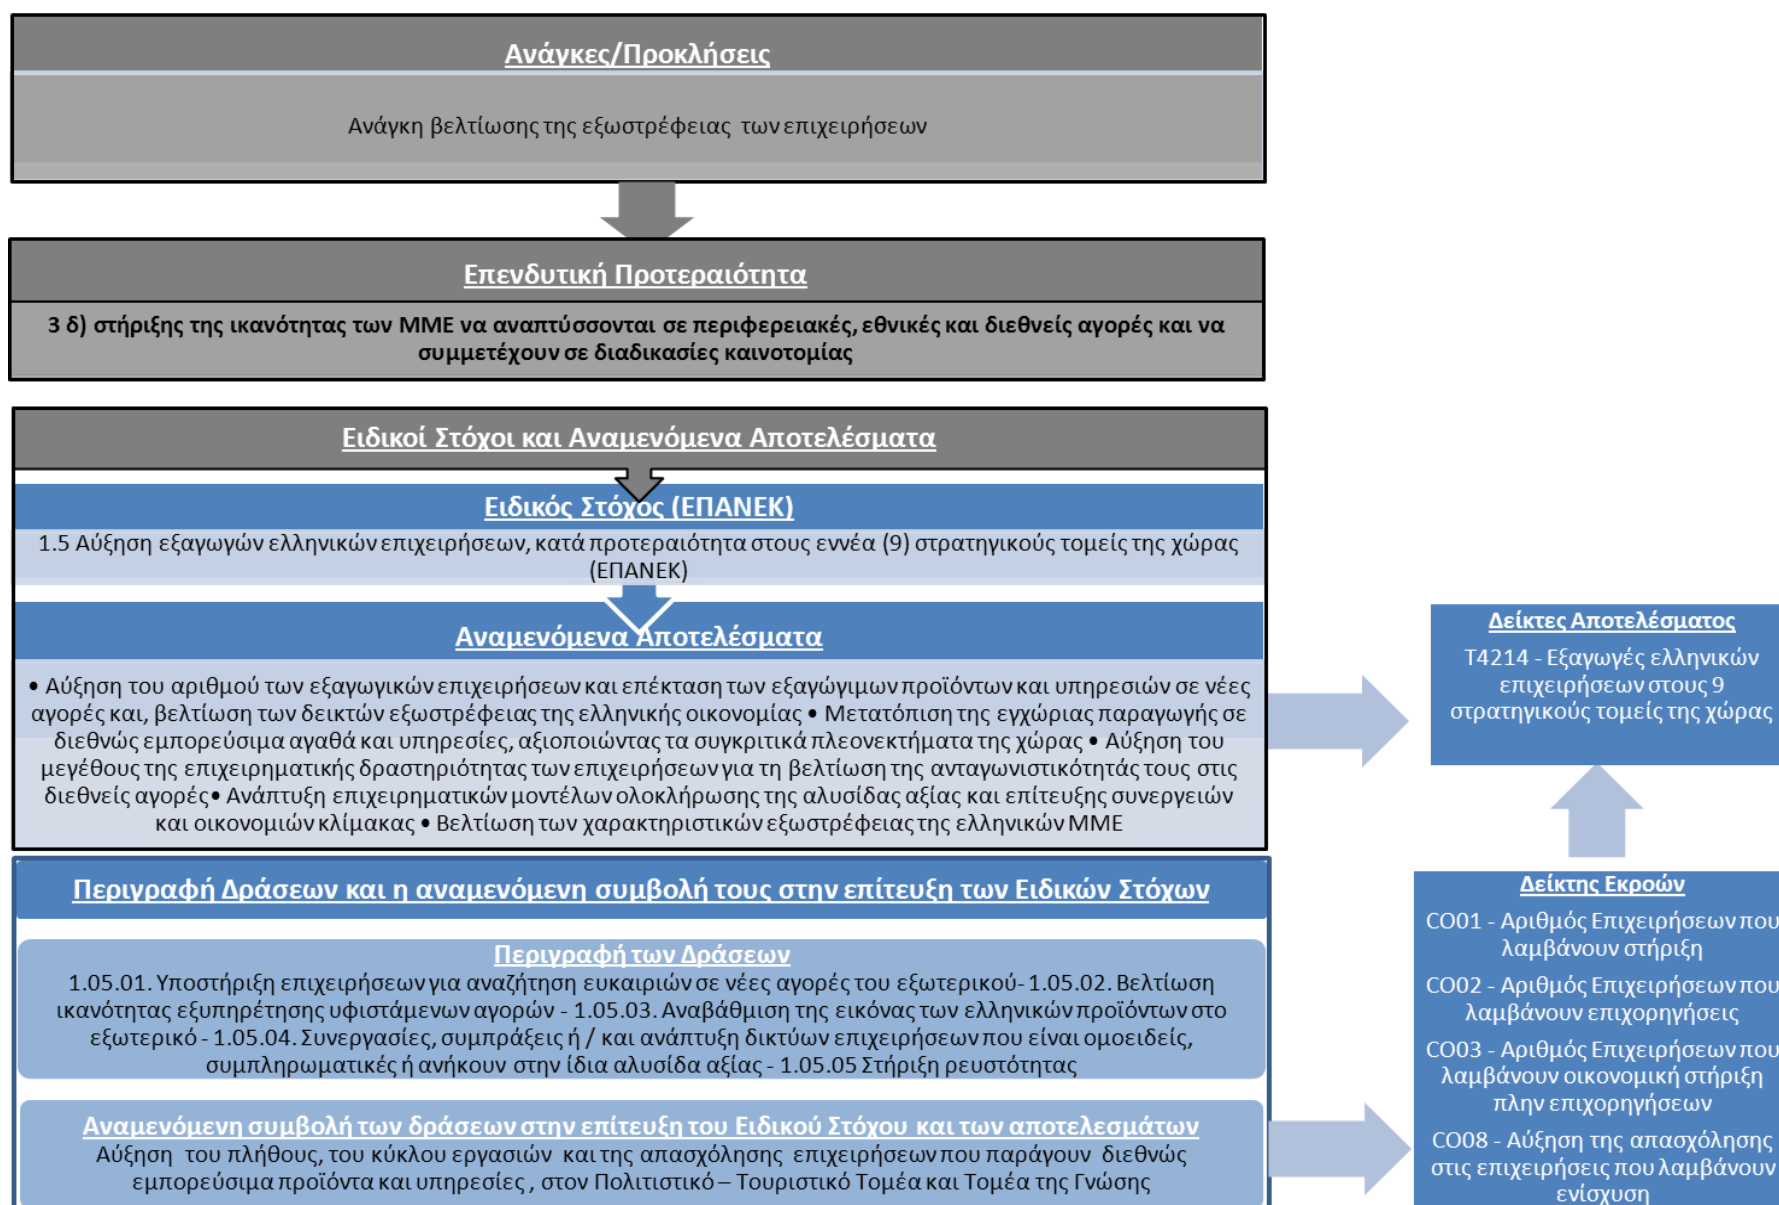 Ανάγκες/Προκλήσεις
Ανάγκη βελτίωσης της εξωστρέφειας των επιχειρήσεων
Επενδυτική Προτεραιότητα
3 δ) στήριξης της ικανότητας των ΜΜΕ να αναπτύσσονται σε περιφερειακές, εθνικές και διεθνείς αγορές και να
συμμετέχουν σε διαδικασίες καινοτομίας
Ειδικοί Στόχοι και Αναμενόμενα Αποτελέσματα
Ειδικός Στόχος (ΕΠΑΝΕΚ)
1.5 Αύξηση εξαγωγών ελληνικών επιχειρήσεων, κατά προτεραιότητα στους εννέα (9) στρατηγικούς τομείς της χώρας
(ΕΠΑΝΕΚ)
Αναμενόμενα Αποτελέσματα
• Αύξηση του αριθμού των εξαγωγικών επιχειρήσεων και επέκταση των εξαγώγιμων προϊόντων και υπηρεσιών σε νέες
αγορές και, βελτίωση των δεικτών εξωστρέφειας της ελληνικής οικονομίας • Μετατόπιση της εγχώριας παραγωγής σε
διεθνώς εμπορεύσιμα αγαθά και υπηρεσίες, αξιοποιώντας τα συγκριτικά πλεονεκτήματα της χώρας • Αύξηση του
μεγέθους της επιχειρηματικής δραστηριότητας των επιχειρήσεων για τη βελτίωση της ανταγωνιστικότητάς τους στις
διεθνείς αγορές • Ανάπτυξη επιχειρηματικών μοντέλων ολοκλήρωσης της αλυσίδας αξίας και επίτευξης συνεργειών
και οικονομιών κλίμακας • Βελτίωση των χαρακτηριστικών εξωστρέφειας της ελληνικών ΜΜΕ
Δείκτες Αποτελέσματος
T4214 - Εξαγωγές ελληνικών
επιχειρήσεων στους 9
στρατηγικούς τομείς της χώρας
Περιγραφή Δράσεων και η αναμενόμενη συμβολή τους στην επίτευξη των Ειδικών Στόχων
Περιγραφή των Δράσεων
1.05.01. Υποστήριξη επιχειρήσεων για αναζήτηση ευκαιριών σε νέες αγορές του εξωτερικού- 1.05.02. Βελτίωση
ικανότητας εξυπηρέτησης υφιστάμενων αγορών - 1.05.03. Αναβάθμιση της εικόνας των ελληνικών προϊόντων στο
εξωτερικό - 1.05.04. Συνεργασίες, συμπράξεις ή / και ανάπτυξη δικτύων επιχειρήσεων που είναι ομοειδείς,
συμπληρωματικές ή ανήκουν στην ίδια αλυσίδα αξίας - 1.05.05 Στήριξη ρευστότητας
Αναμενόμενη συμβολή των δράσεων στην επίτευξη του Ειδικού Στόχου και των αποτελεσμάτων
Αύξηση του πλήθους, του κύκλου εργασιών και της απασχόλησης επιχειρήσεων που παράγουν διεθνώς
εμπορεύσιμα προϊόντα και υπηρεσίες , στον Πολιτιστικό – Τουριστικό Τομέα και Τομέα της Γνώσης
Δείκτης Εκροών
CO01 - Αριθμός Επιχειρήσεων που
λαμβάνουν στήριξη
CO02 - Αριθμός Επιχειρήσεων που
λαμβάνουν επιχορηγήσεις
CO03 - Αριθμός Επιχειρήσεων που
λαμβάνουν οικονομική στήριξη
πλην επιχορηγήσεων
CO08 - Αύξηση της απασχόλησης
στις επιχειρήσεις που λαμβάνουν
ενίσχυση